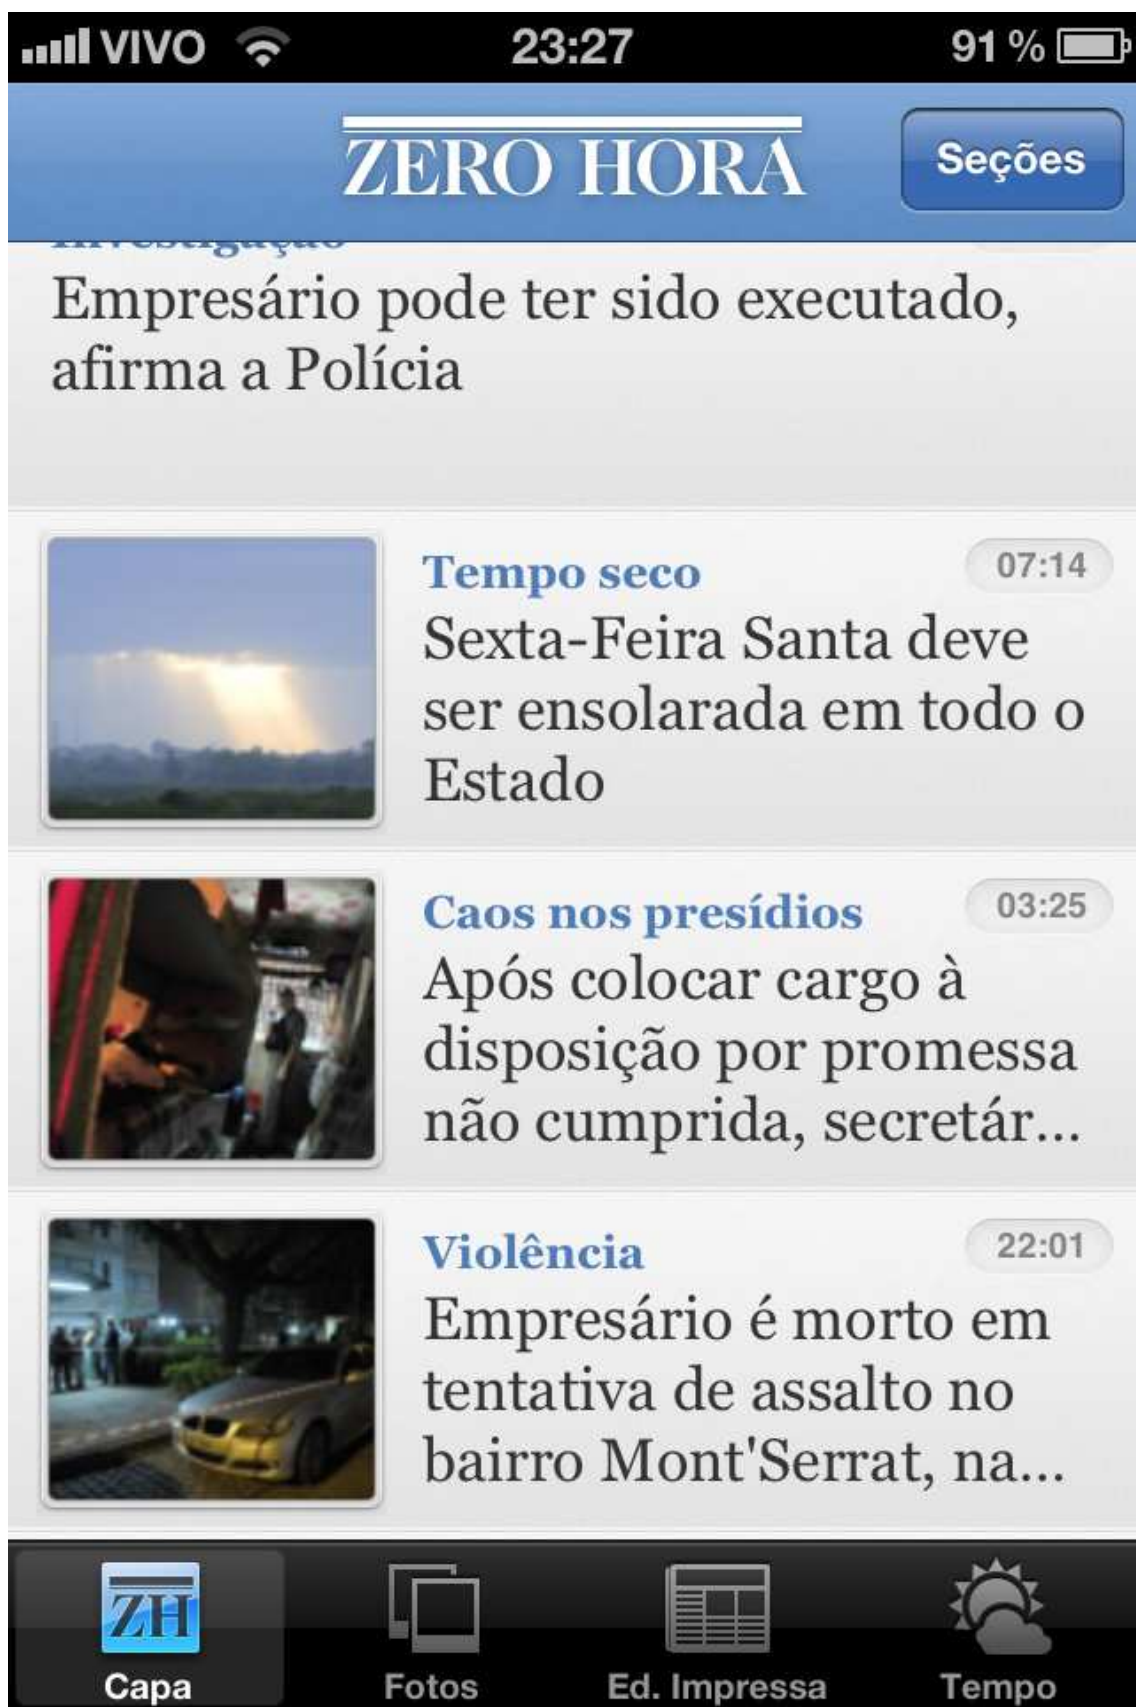 VIVO 23:27 91 %
ZERO HORA Seções
Investigação
Empresário pode ter sido executado,
afirma a Polícia
Tempo seco 07:14
Sexta-Feira Santa deve
ser ensolarada em todo o
Estado
Caos nos presídios 03:25
Após colocar cargo à
disposição por promessa
não cumprida, secretár...
Violência 22:01
Empresário é morto em
tentativa de assalto no
bairro Mont'Serrat, na...
ZH
Capa Fotos Ed. Impressa Tempo